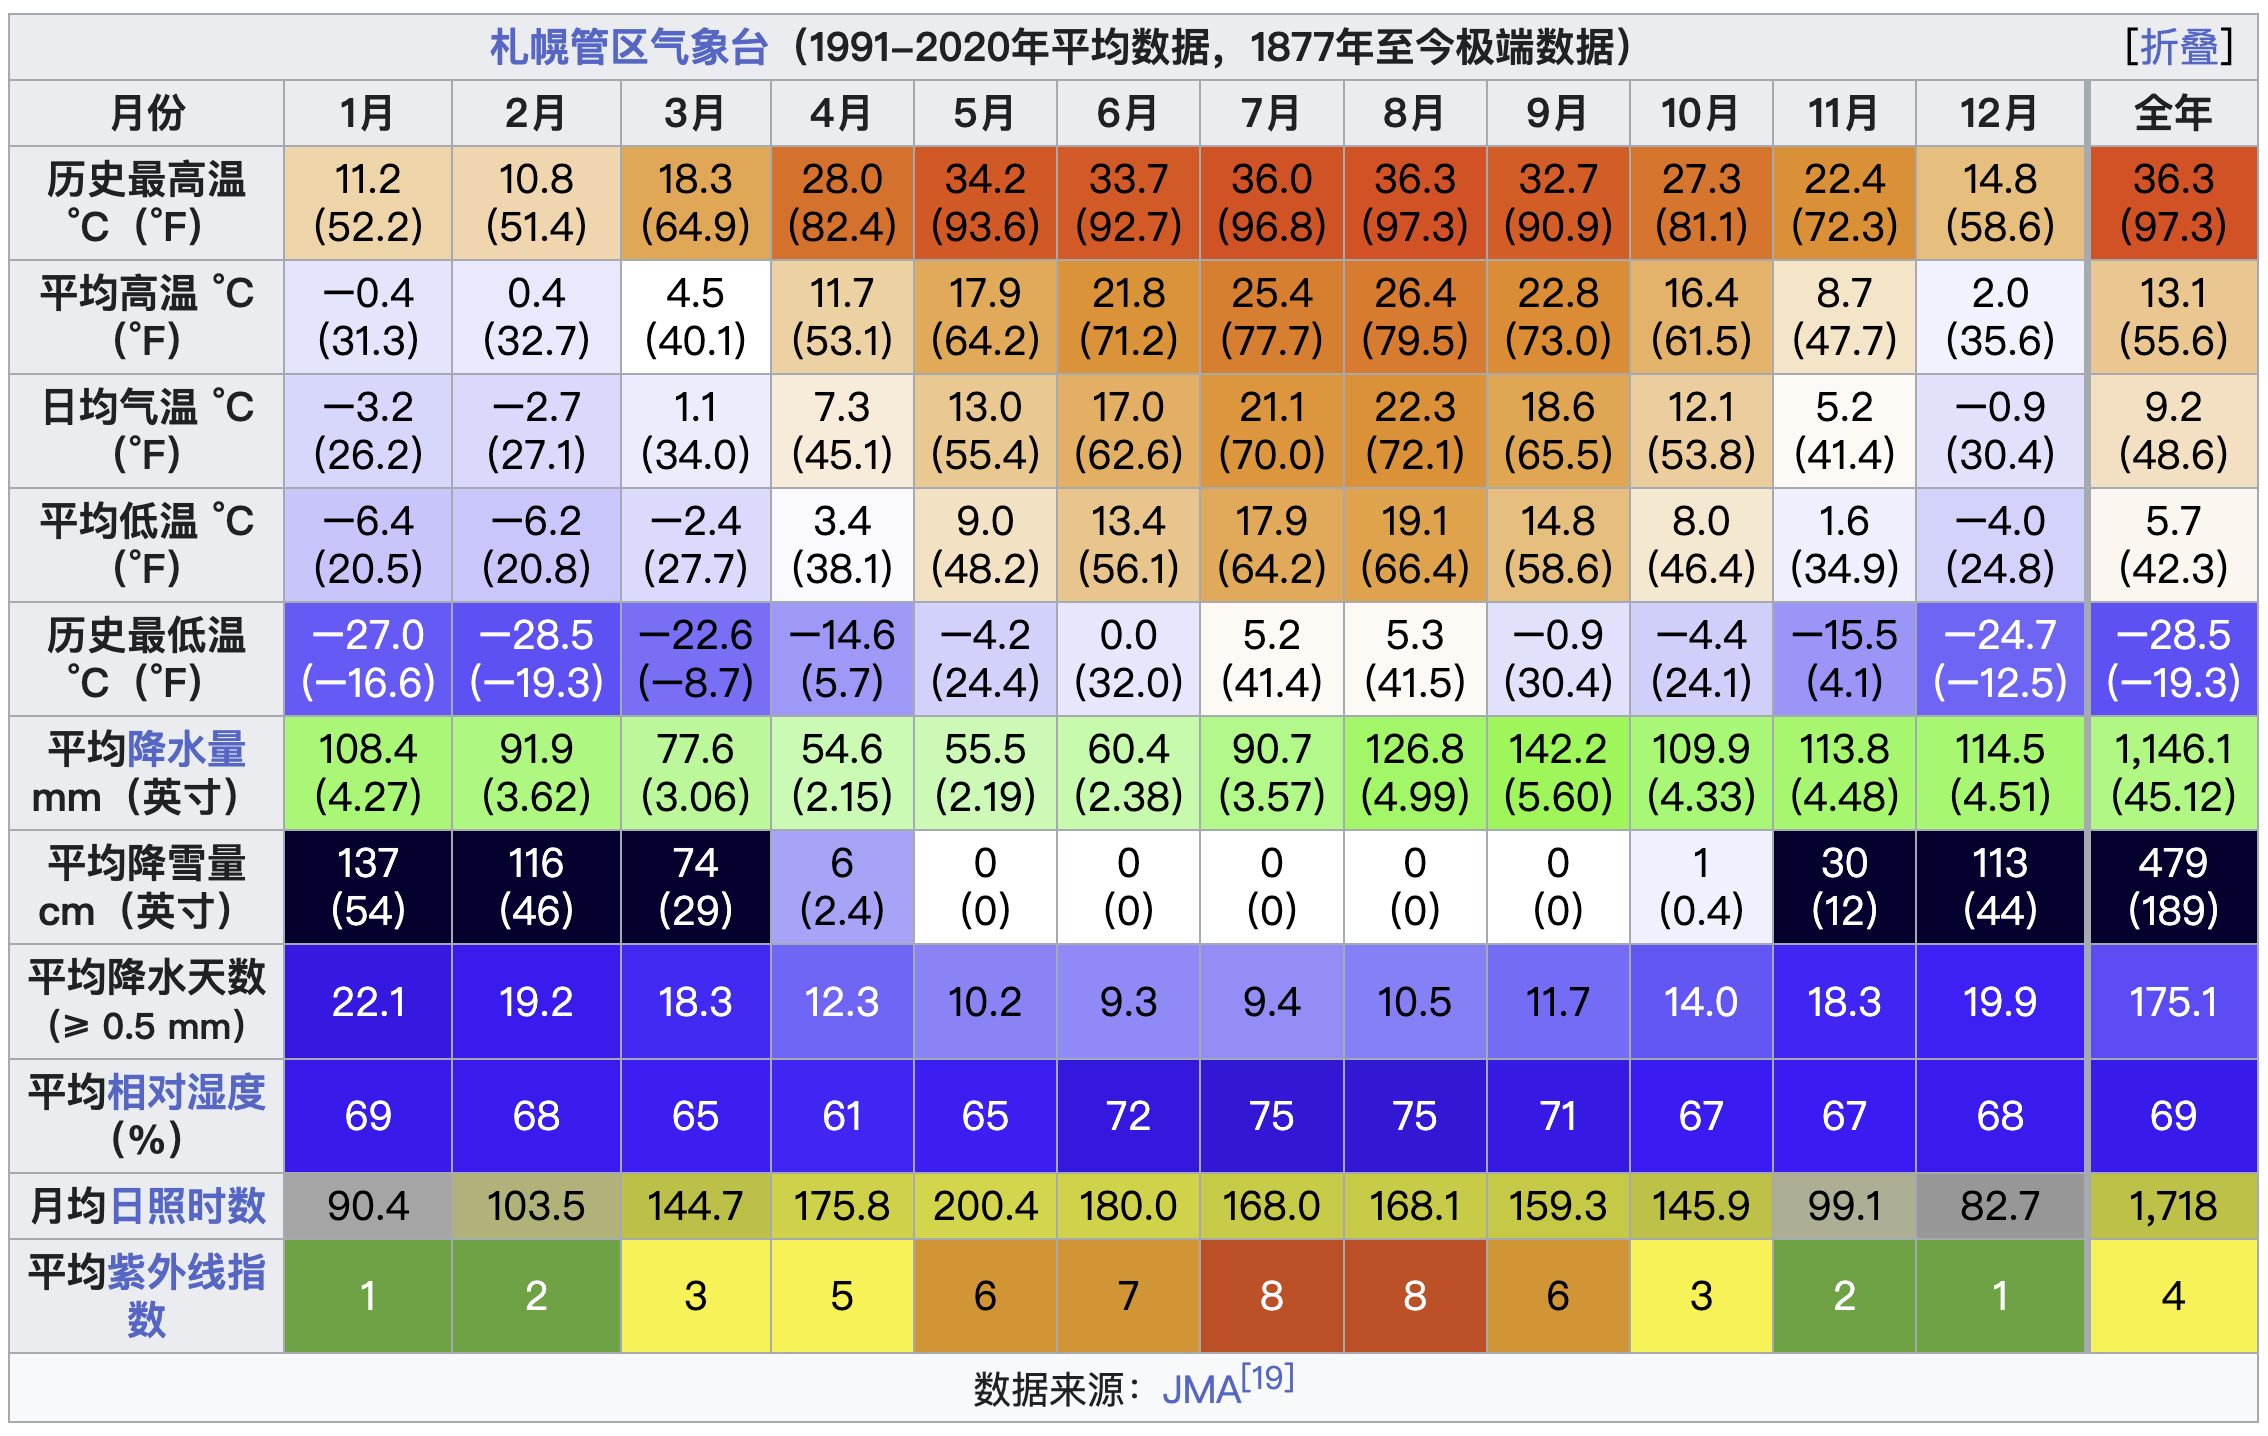 札幌管区气象台（1991–2020年平均数据，1877年至今极端数据） [折叠]
月份 1月 2月 3月 4月 5月 6月 7月 8月 9月 10月 11月 12月 全年
历史最高温 11.2 10.8 18.3 28.0 34.2 33.7 36.0 36.3 32.7 27.3 22.4 14.8 36.3
°C（°F） (52.2) (51.4) (64.9) (82.4) (93.6) (92.7) (96.8) (97.3) (90.9) (81.1) (72.3) (58.6) (97.3)
平均高温 °C −0.4 0.4 4.5 11.7 17.9 21.8 25.4 26.4 22.8 16.4 8.7 2.0 13.1
（°F） (31.3) (32.7) (40.1) (53.1) (64.2) (71.2) (77.7) (79.5) (73.0) (61.5) (47.7) (35.6) (55.6)
日均气温 °C −3.2 −2.7 1.1 7.3 13.0 17.0 21.1 22.3 18.6 12.1 5.2 −0.9 9.2
（°F） (26.2) (27.1) (34.0) (45.1) (55.4) (62.6) (70.0) (72.1) (65.5) (53.8) (41.4) (30.4) (48.6)
平均低温 °C −6.4 −6.2 −2.4 3.4 9.0 13.4 17.9 19.1 14.8 8.0 1.6 −4.0 5.7
（°F） (20.5) (20.8) (27.7) (38.1) (48.2) (56.1) (64.2) (66.4) (58.6) (46.4) (34.9) (24.8) (42.3)
历史最低温 −27.0 −28.5 −22.6 −14.6 −4.2 0.0 5.2 5.3 −0.9 −4.4 −15.5 −24.7 −28.5
°C（°F） (−16.6) (−19.3) (−8.7) (5.7) (24.4) (32.0) (41.4) (41.5) (30.4) (24.1) (4.1) (−12.5) (−19.3)
平均降水量 108.4 91.9 77.6 54.6 55.5 60.4 90.7 126.8 142.2 109.9 113.8 114.5 1,146.1
mm（英寸） (4.27) (3.62) (3.06) (2.15) (2.19) (2.38) (3.57) (4.99) (5.60) (4.33) (4.48) (4.51) (45.12)
平均降雪量 137 116 74 6 0 0 0 0 0 1 30 113 479
cm（英寸） (54) (46) (29) (2.4) (0) (0) (0) (0) (0) (0.4) (12) (44) (189)
平均降水天数
(≥ 0.5 mm) 22.1 19.2 18.3 12.3 10.2 9.3 9.4 10.5 11.7 14.0 18.3 19.9 175.1
平均相对湿度
（%） 69 68 65 61 65 72 75 75 71 67 67 68 69
月均日照时数 90.4 103.5 144.7 175.8 200.4 180.0 168.0 168.1 159.3 145.9 99.1 82.7 1,718
平均紫外线指
数 1 2 3 5 6 7 8 8 6 3 2 1 4
数据来源：JMA[19]